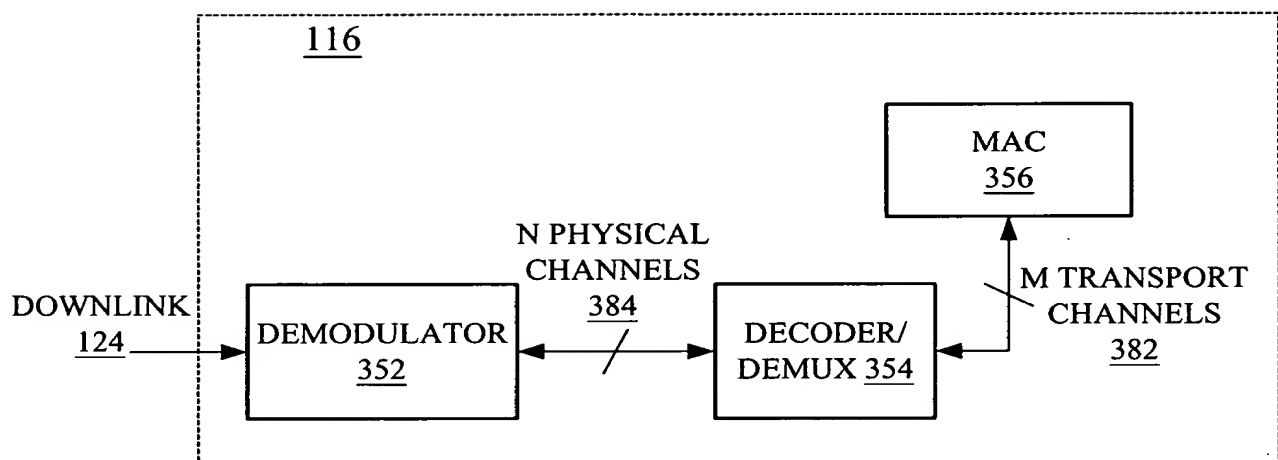 116
MAC
356
N PHYSICAL
CHANNELS
384
M TRANSPORT
CHANNELS
382
DOWNLINK
124
DEMODULATOR
352
DECODER/
DEMUX 354